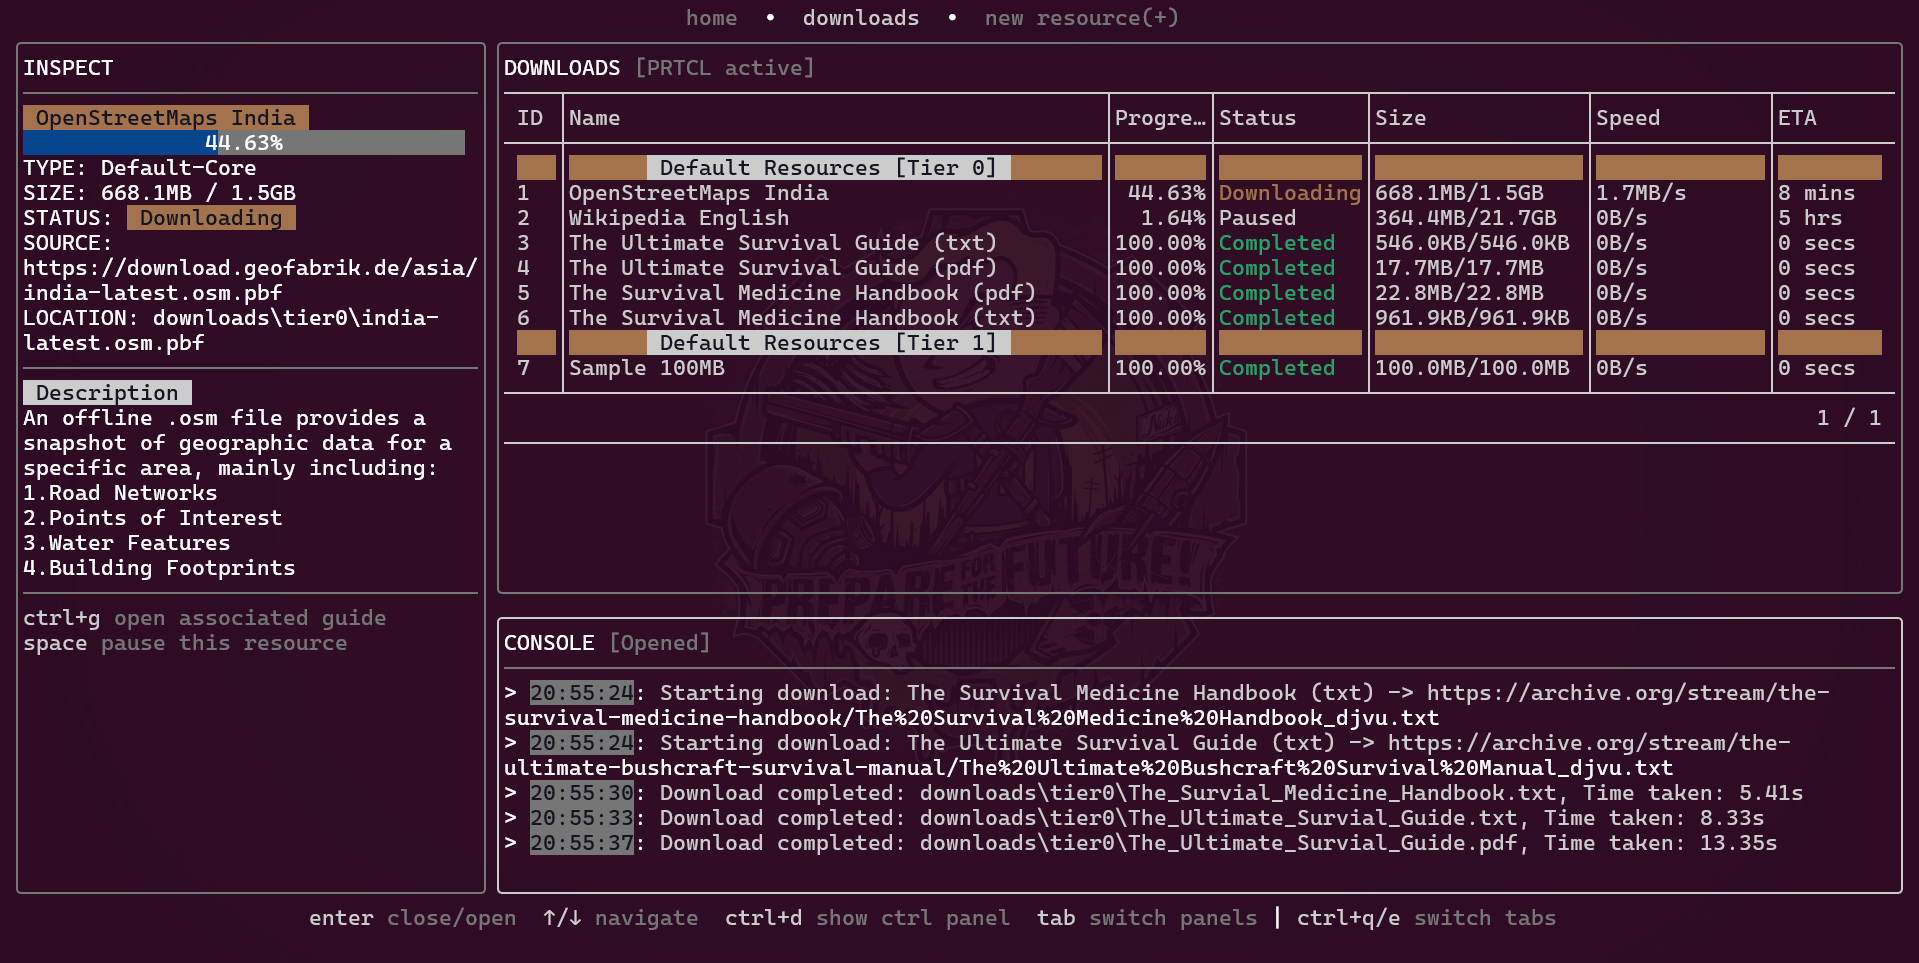 home • downloads • new resource(+)
INSPECT
OpenStreetMaps India
44.63%
TYPE: Default-Core
SIZE: 668.1MB / 1.5GB
STATUS: Downloading
SOURCE:
https://download.geofabrik.de/asia/
india-latest.osm.pbf
LOCATION: downloads\tier0\india-
latest.osm.pbf
Description
An offline .osm file provides a
snapshot of geographic data for a
specific area, mainly including:
1.Road Networks
2.Points of Interest
3.Water Features
4.Building Footprints
ctrl+g open associated guide
space pause this resource
DOWNLOADS [PRTCL active]
ID Name Progre… Status Size Speed ETA
Default Resources [Tier 0]
1 OpenStreetMaps India 44.63% Downloading 668.1MB/1.5GB 1.7MB/s 8 mins
2 Wikipedia English 1.64% Paused 364.4MB/21.7GB 0B/s 5 hrs
3 The Ultimate Survival Guide (txt) 100.00% Completed 546.0KB/546.0KB 0B/s 0 secs
4 The Ultimate Survival Guide (pdf) 100.00% Completed 17.7MB/17.7MB 0B/s 0 secs
5 The Survival Medicine Handbook (pdf) 100.00% Completed 22.8MB/22.8MB 0B/s 0 secs
6 The Survival Medicine Handbook (txt) 100.00% Completed 961.9KB/961.9KB 0B/s 0 secs
Default Resources [Tier 1]
7 Sample 100MB 100.00% Completed 100.0MB/100.0MB 0B/s 0 secs
1 / 1
PREPARE FOR THE FUTURE!
CONSOLE [Opened]
> 20:55:24: Starting download: The Survival Medicine Handbook (txt) -> https://archive.org/stream/the-
survival-medicine-handbook/The%20Survival%20Medicine%20Handbook_djvu.txt
> 20:55:24: Starting download: The Ultimate Survival Guide (txt) -> https://archive.org/stream/the-
ultimate-bushcraft-survival-manual/The%20Ultimate%20Bushcraft%20Survival%20Manual_djvu.txt
> 20:55:30: Download completed: downloads\tier0\The_Survial_Medicine_Handbook.txt, Time taken: 5.41s
> 20:55:33: Download completed: downloads\tier0\The_Ultimate_Survial_Guide.txt, Time taken: 8.33s
> 20:55:37: Download completed: downloads\tier0\The_Ultimate_Survial_Guide.pdf, Time taken: 13.35s
enter close/open ↑/↓ navigate ctrl+d show ctrl panel tab switch panels | ctrl+q/e switch tabs